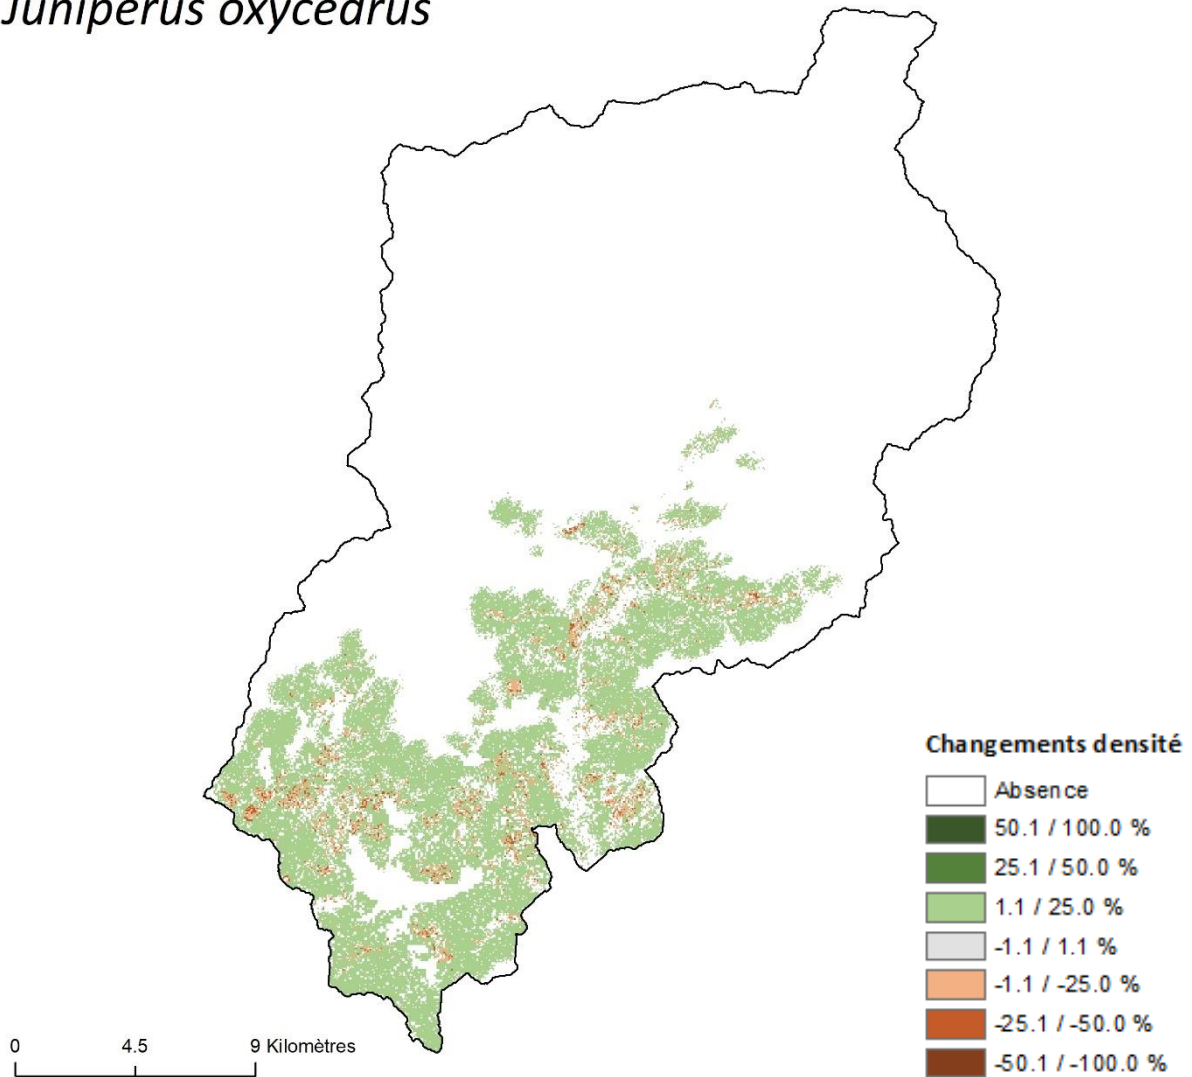 Juniperus oxycedrus
Changements densité
Absence
50.1 / 100.0 %
25.1 / 50.0 %
1.1 / 25.0 %
-1.1 / 1.1 %
-1.1 / -25.0 %
-25.1 / -50.0 %
-50.1 / -100.0 %
0 4.5 9 Kilomètres